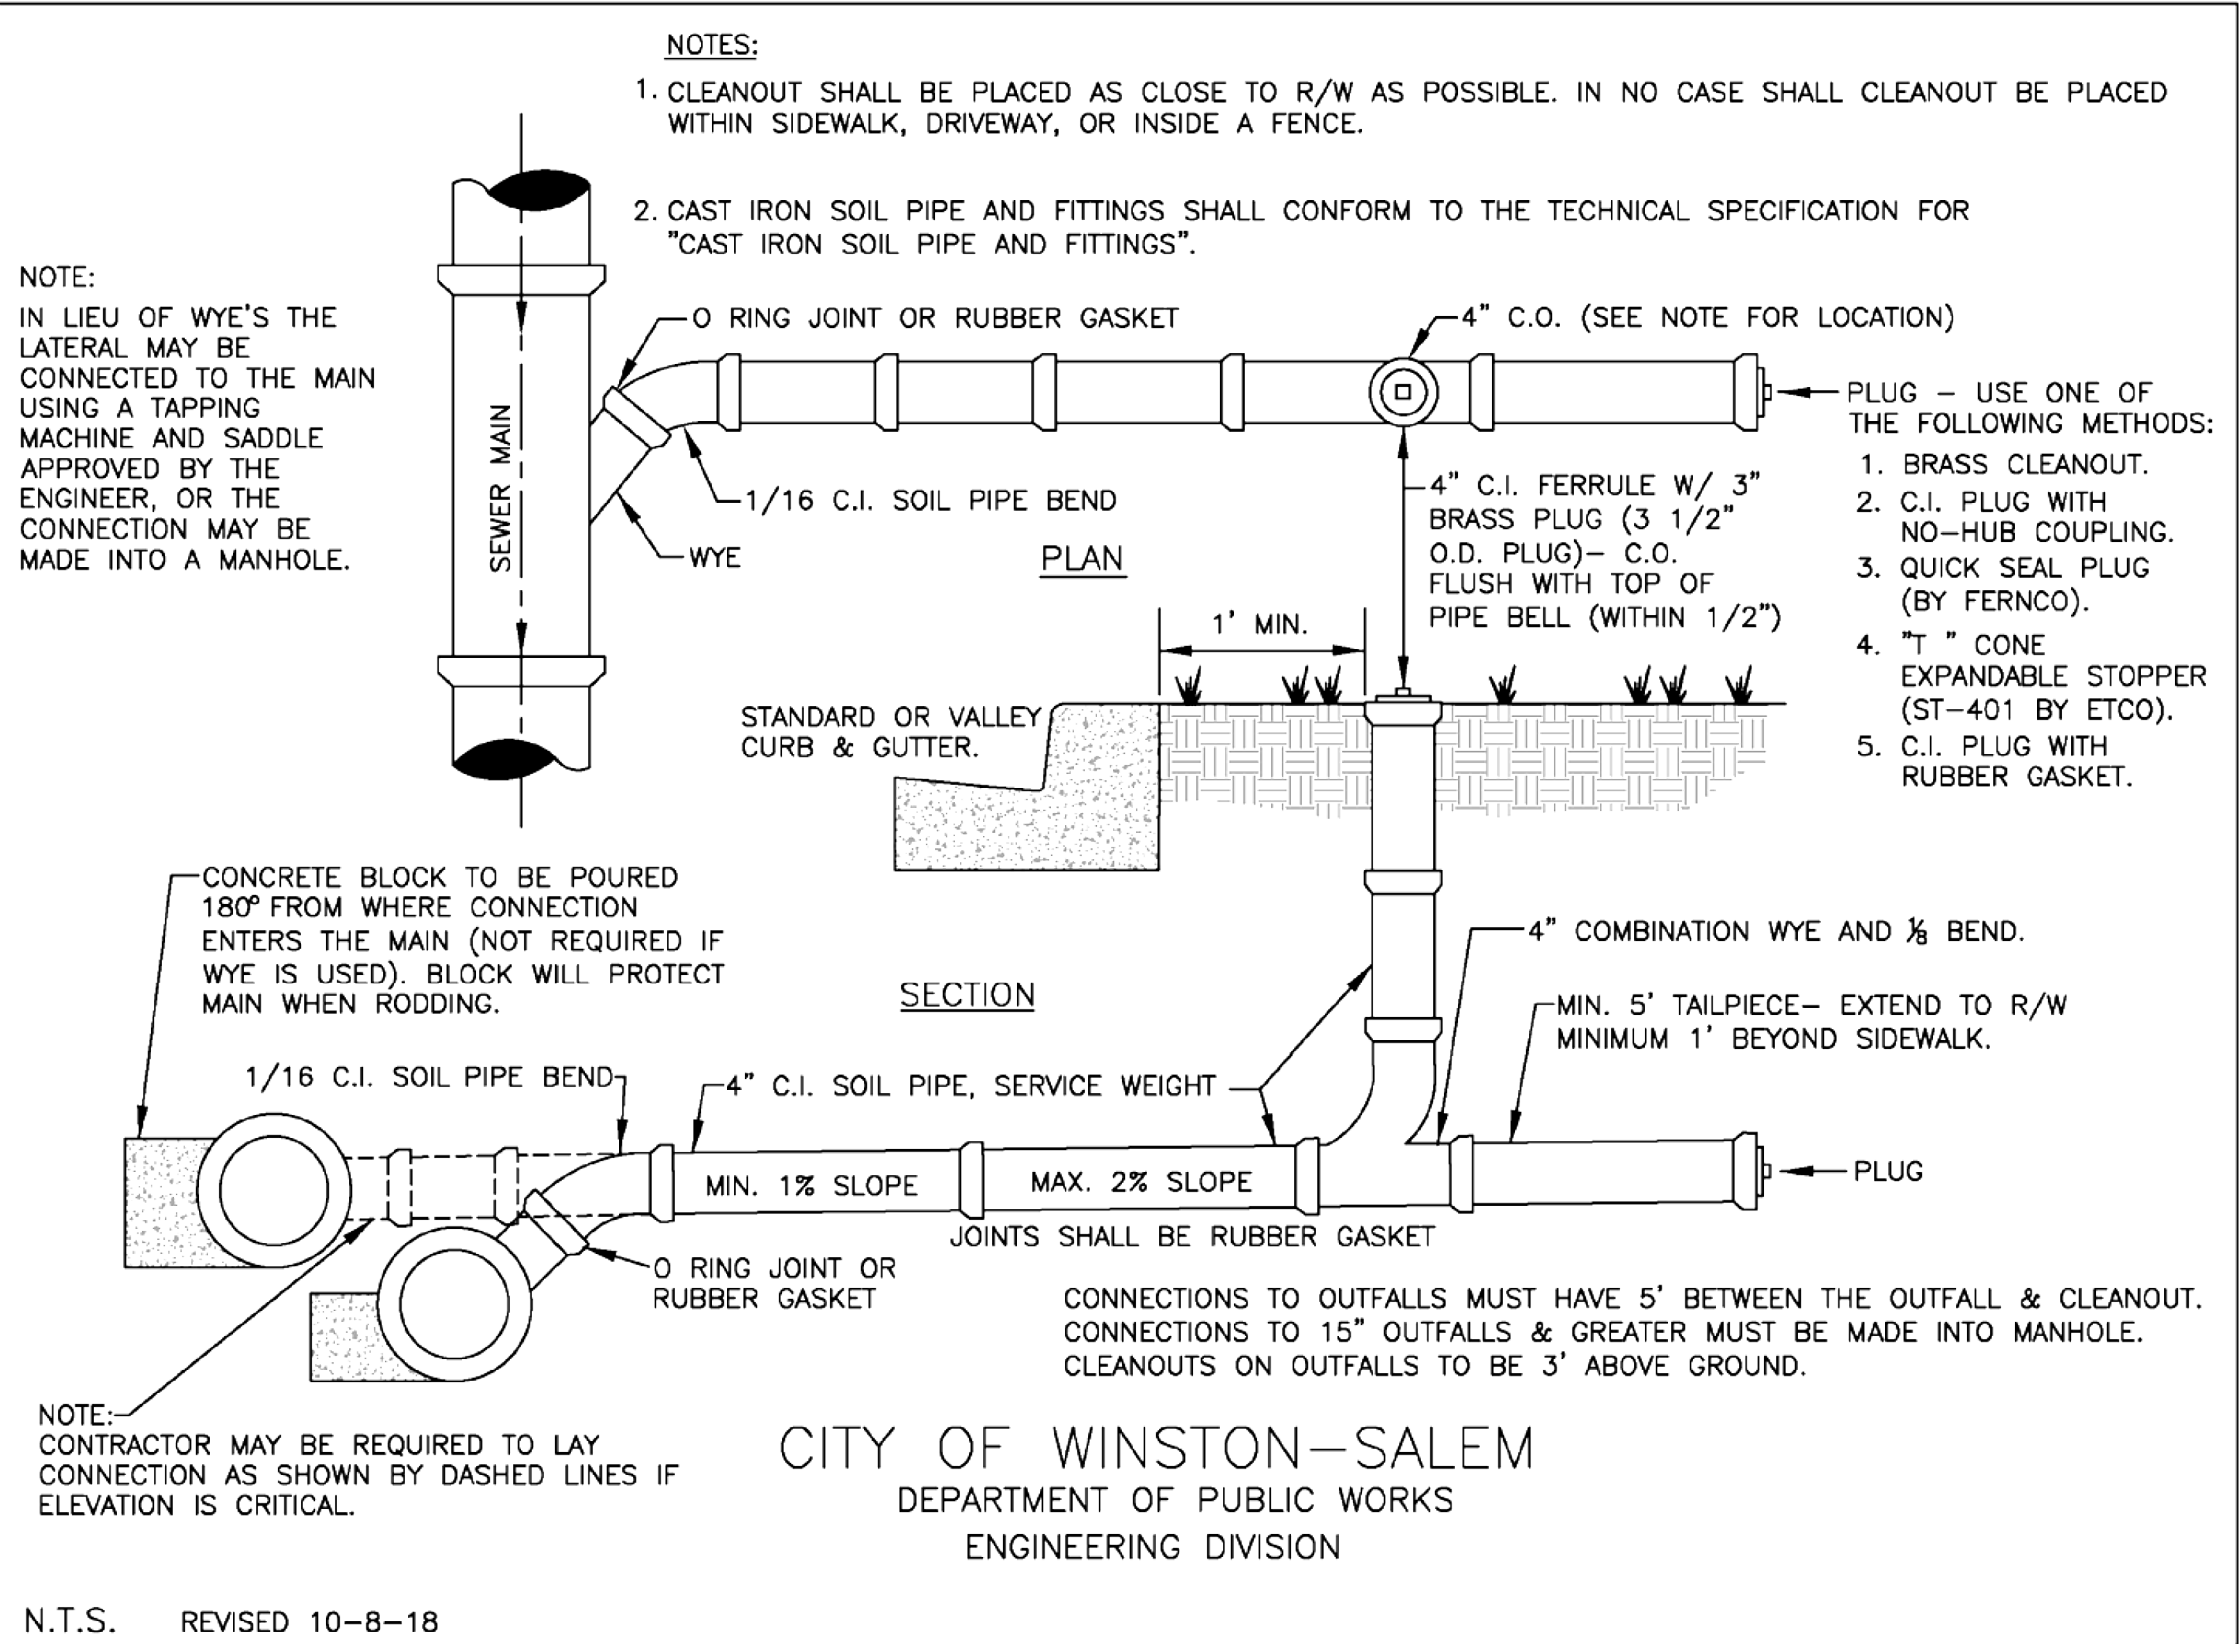 NOTES:
1. CLEANOUT SHALL BE PLACED AS CLOSE TO R/W AS POSSIBLE. IN NO CASE SHALL CLEANOUT BE PLACED
WITHIN SIDEWALK, DRIVEWAY, OR INSIDE A FENCE.
2. CAST IRON SOIL PIPE AND FITTINGS SHALL CONFORM TO THE TECHNICAL SPECIFICATION FOR
"CAST IRON SOIL PIPE AND FITTINGS".
NOTE:
IN LIEU OF WYE'S THE
LATERAL MAY BE
CONNECTED TO THE MAIN
USING A TAPPING
MACHINE AND SADDLE
APPROVED BY THE
ENGINEER, OR THE
CONNECTION MAY BE
MADE INTO A MANHOLE.
SEWER MAIN
O RING JOINT OR RUBBER GASKET
1/16 C.I. SOIL PIPE BEND
WYE
PLAN
4" C.O. (SEE NOTE FOR LOCATION)
PLUG – USE ONE OF
THE FOLLOWING METHODS:
1. BRASS CLEANOUT.
2. C.I. PLUG WITH
NO–HUB COUPLING.
3. QUICK SEAL PLUG
(BY FERNCO).
4. "T " CONE
EXPANDABLE STOPPER
(ST–401 BY ETCO).
5. C.I. PLUG WITH
RUBBER GASKET.
4" C.I. FERRULE W/ 3"
BRASS PLUG (3 1/2"
O.D. PLUG)– C.O.
FLUSH WITH TOP OF
PIPE BELL (WITHIN 1/2")
1' MIN.
STANDARD OR VALLEY
CURB & GUTTER.
CONCRETE BLOCK TO BE POURED
180° FROM WHERE CONNECTION
ENTERS THE MAIN (NOT REQUIRED IF
WYE IS USED). BLOCK WILL PROTECT
MAIN WHEN RODDING.
SECTION
4" COMBINATION WYE AND ⅛ BEND.
MIN. 5' TAILPIECE– EXTEND TO R/W
MINIMUM 1' BEYOND SIDEWALK.
1/16 C.I. SOIL PIPE BEND
4" C.I. SOIL PIPE, SERVICE WEIGHT
MIN. 1% SLOPE
MAX. 2% SLOPE
PLUG
JOINTS SHALL BE RUBBER GASKET
O RING JOINT OR
RUBBER GASKET
CONNECTIONS TO OUTFALLS MUST HAVE 5' BETWEEN THE OUTFALL & CLEANOUT.
CONNECTIONS TO 15" OUTFALLS & GREATER MUST BE MADE INTO MANHOLE.
CLEANOUTS ON OUTFALLS TO BE 3' ABOVE GROUND.
NOTE:
CONTRACTOR MAY BE REQUIRED TO LAY
CONNECTION AS SHOWN BY DASHED LINES IF
ELEVATION IS CRITICAL.
CITY OF WINSTON–SALEM
DEPARTMENT OF PUBLIC WORKS
ENGINEERING DIVISION
N.T.S. REVISED 10–8–18